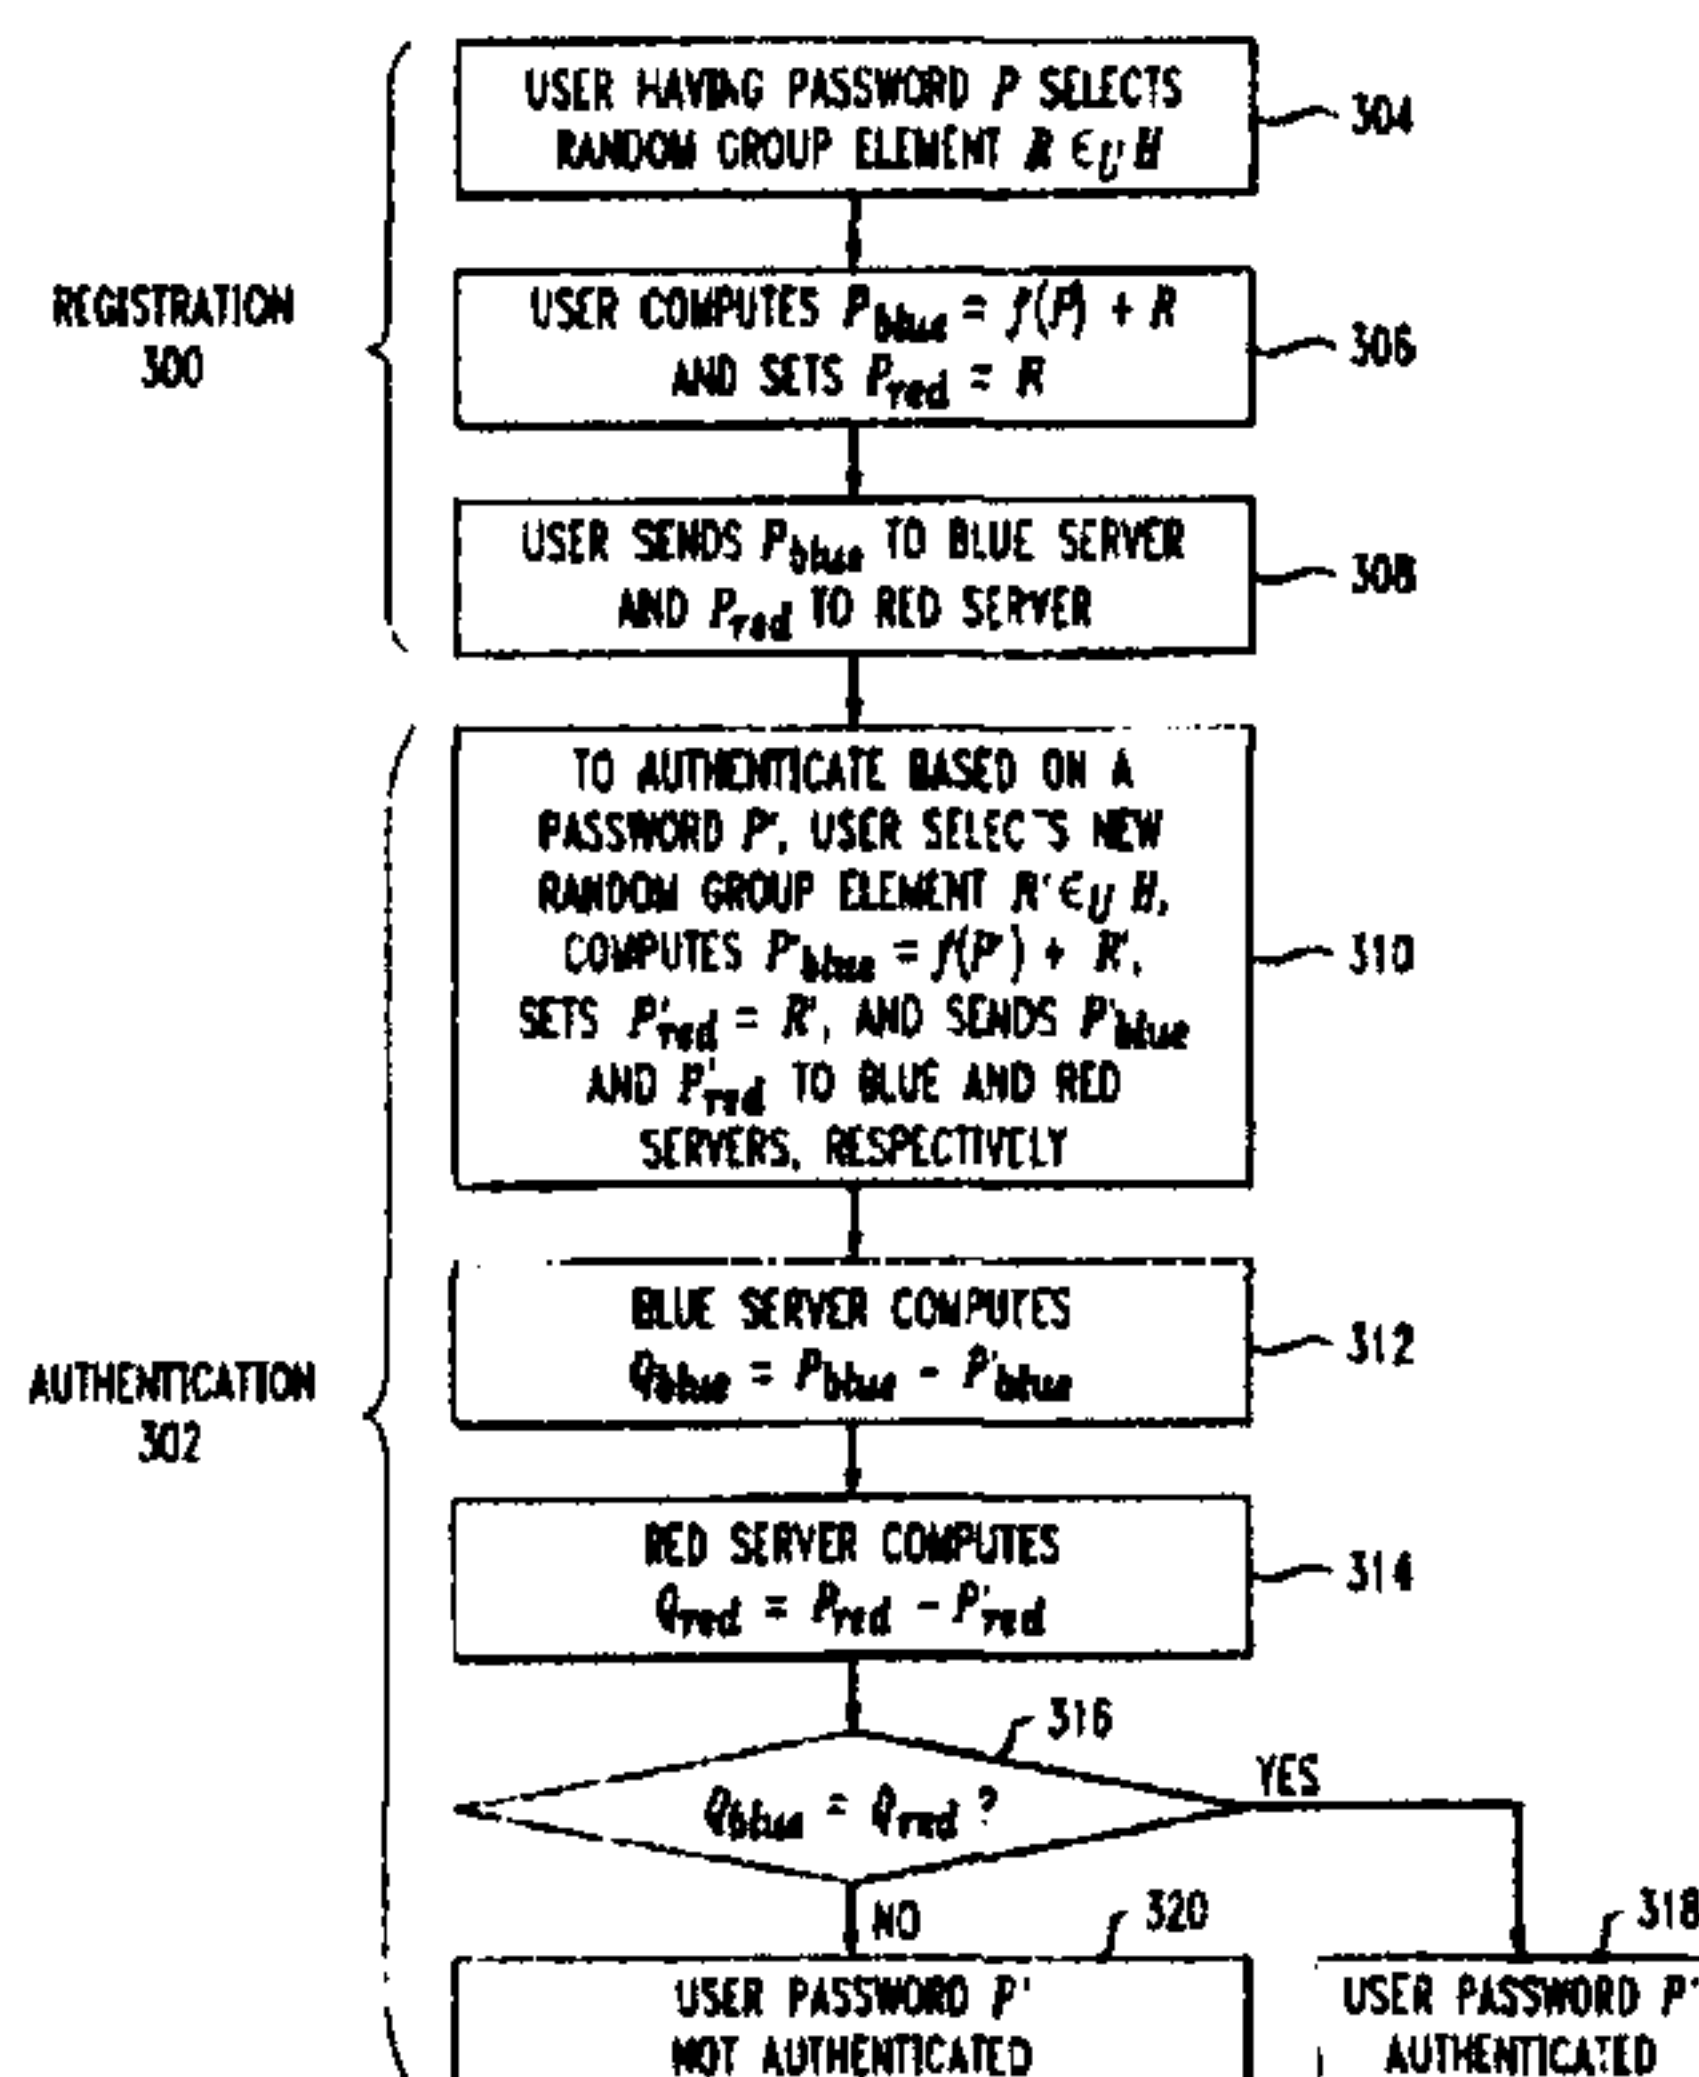 USER HAVING PASSWORD P SELECTS
RANDOM GROUP ELEMENT R ∈U H
304
REGISTRATION
300
USER COMPUTES Pblue = f(P) + R
AND SETS Pred = R
306
USER SENDS Pblue TO BLUE SERVER
AND Pred TO RED SERVER
308
TO AUTHENTICATE BASED ON A
PASSWORD P', USER SELECTS NEW
RANDOM GROUP ELEMENT R' ∈U H,
COMPUTES P'blue = f(P') + R',
SETS P'red = R', AND SENDS P'blue
AND P'red TO BLUE AND RED
SERVERS, RESPECTIVELY
310
AUTHENTICATION
302
BLUE SERVER COMPUTES
Qblue = Pblue - P'blue
312
RED SERVER COMPUTES
Qred = Pred - P'red
314
316
Qblue = Qred ?
YES
NO
320
USER PASSWORD P'
NOT AUTHENTICATED
318
USER PASSWORD P'
AUTHENTICATED